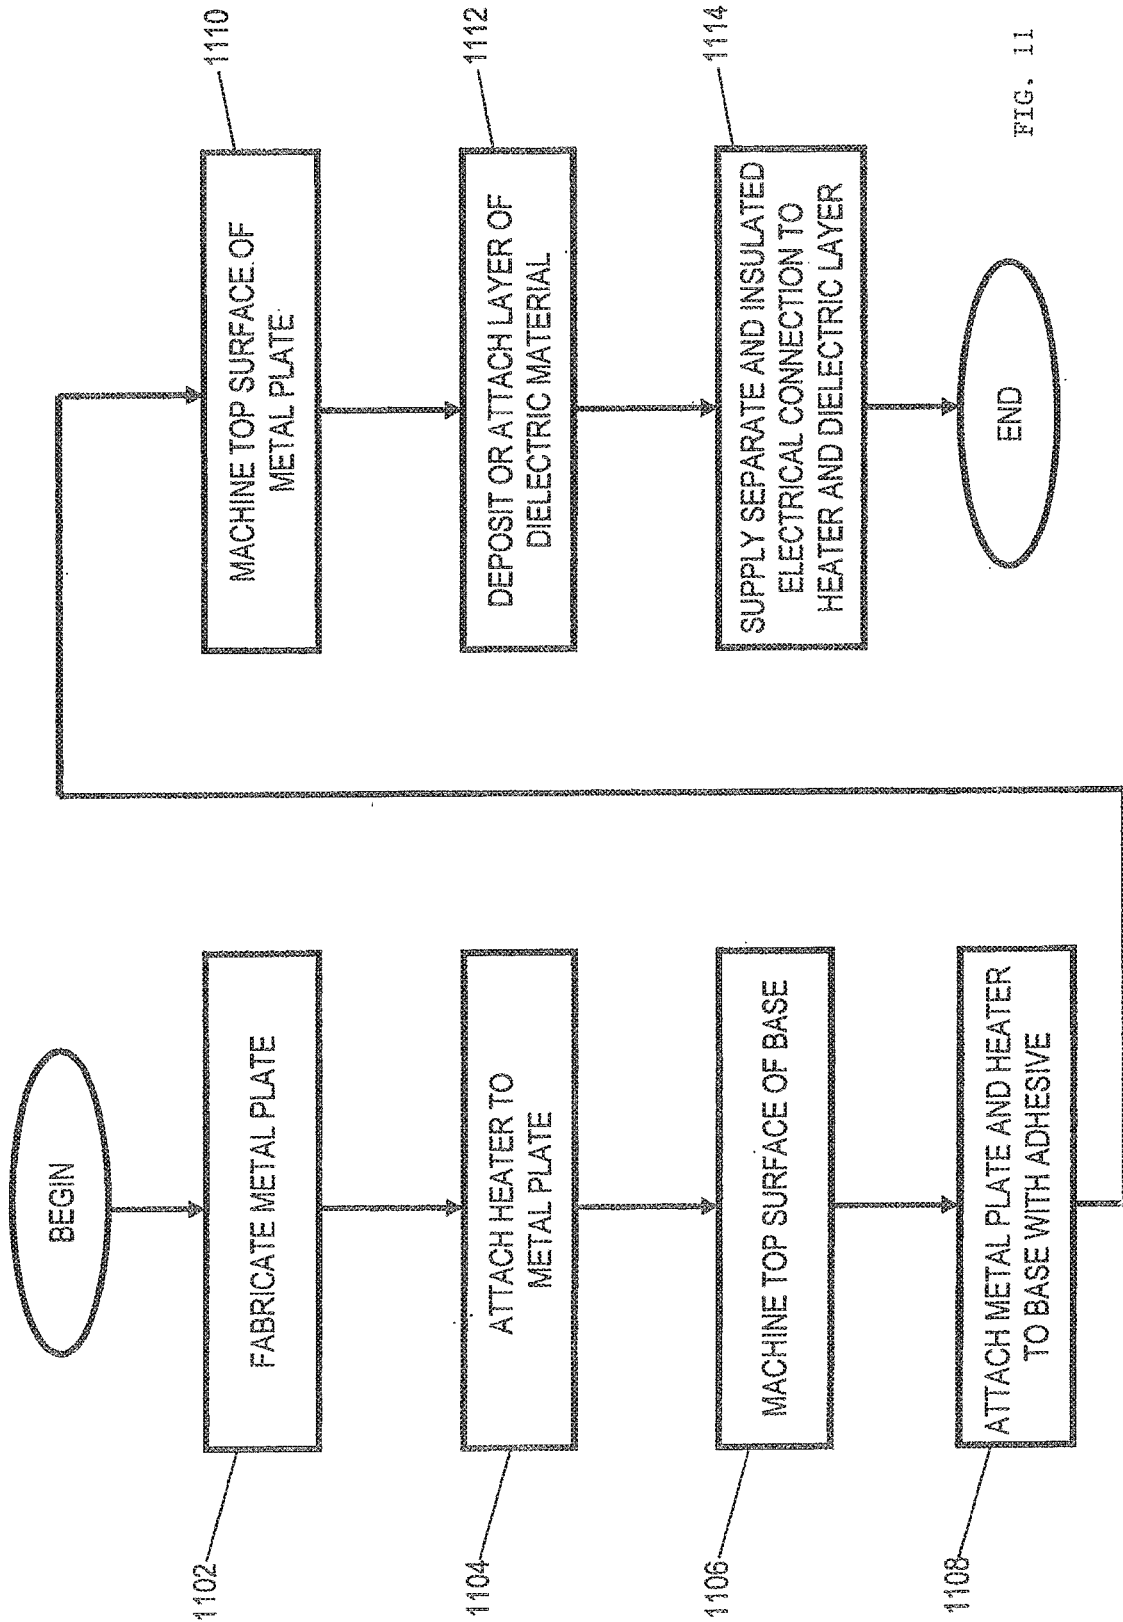 BEGIN
1102
FABRICATE METAL PLATE
1104
ATTACH HEATER TO
METAL PLATE
1106
MACHINE TOP SURFACE OF BASE
1108
ATTACH METAL PLATE AND HEATER
TO BASE WITH ADHESIVE
1110
MACHINE TOP SURFACE OF
METAL PLATE
1112
DEPOSIT OR ATTACH LAYER OF
DIELECTRIC MATERIAL
1114
SUPPLY SEPARATE AND INSULATED
ELECTRICAL CONNECTION TO
HEATER AND DIELECTRIC LAYER
END
FIG. 11